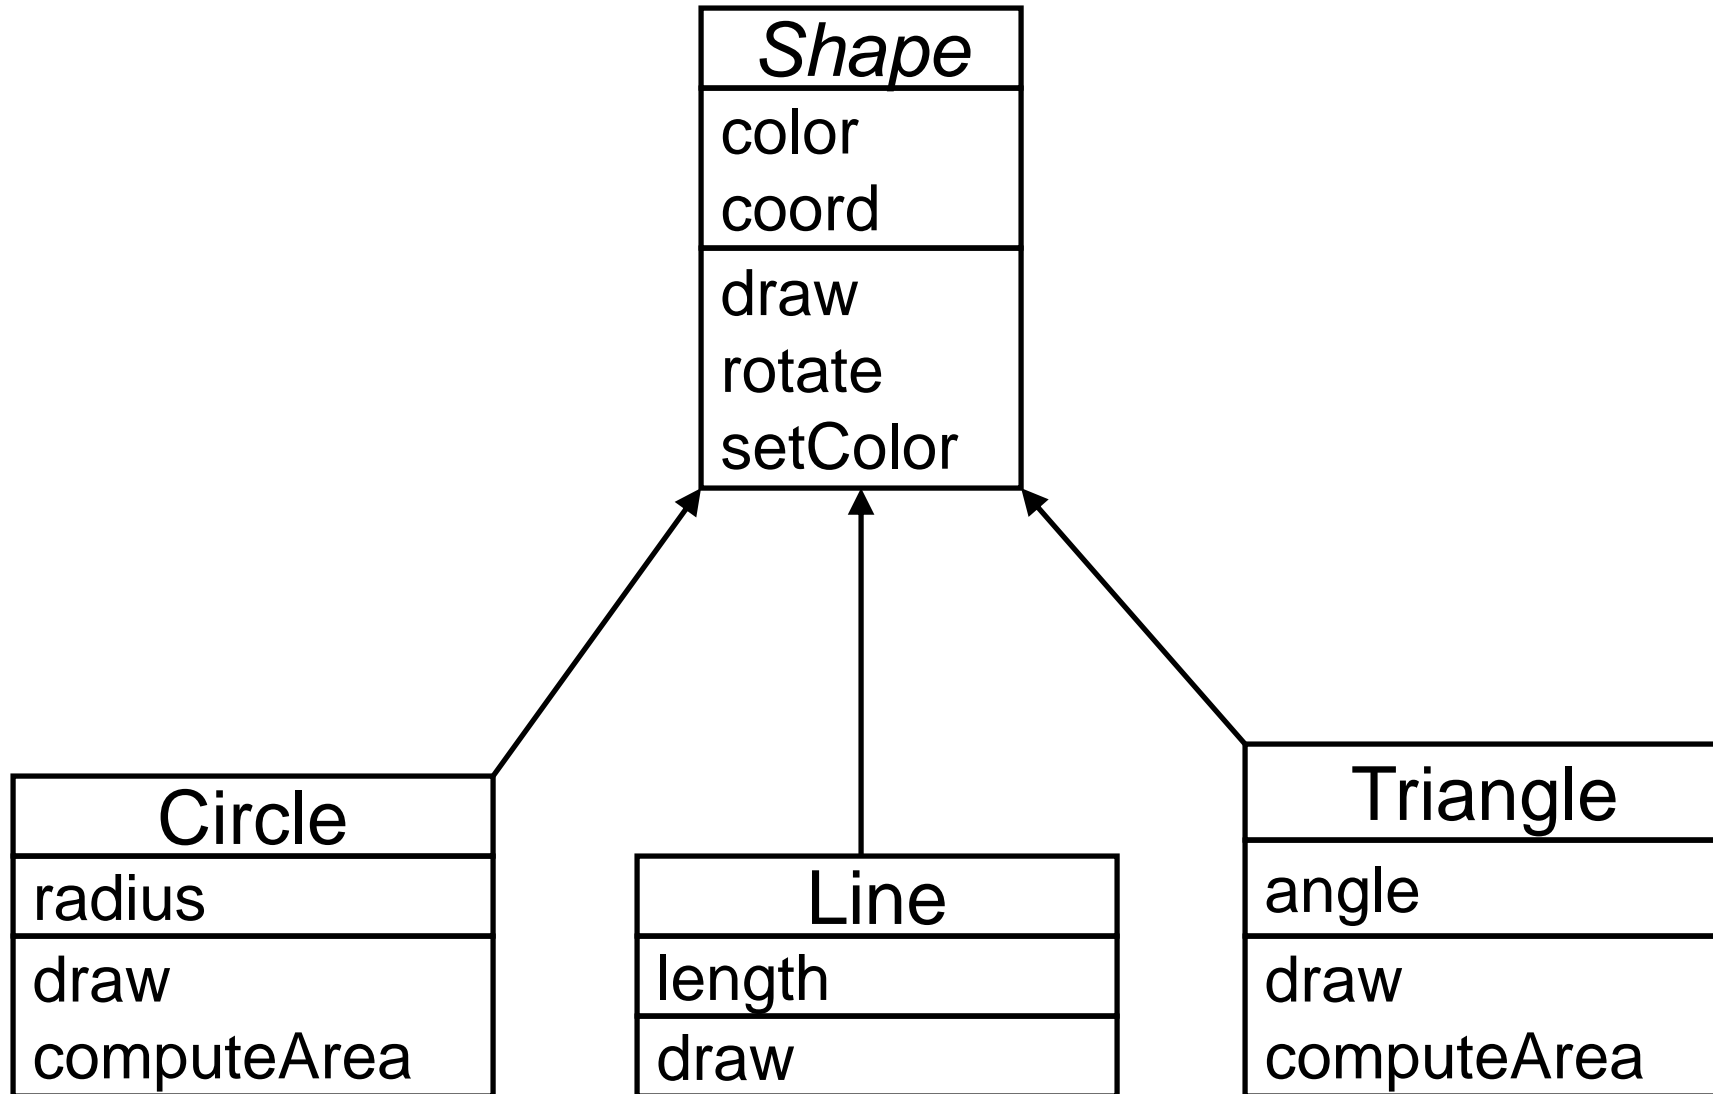 Shape
color
coord
draw
rotate
setColor
Circle
radius
draw
computeArea
Line
length
draw
Triangle
angle
draw
computeArea